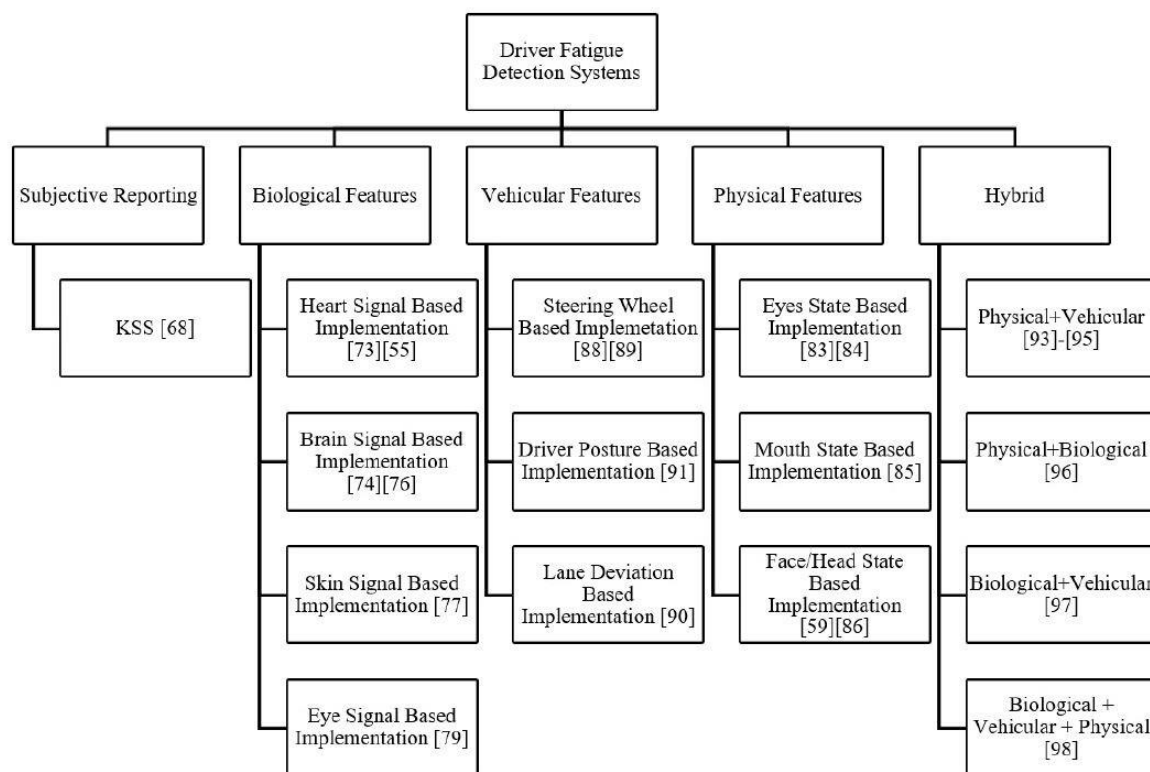 Driver Fatigue
Detection Systems
Subjective Reporting
Biological Features
Vehicular Features
Physical Features
Hybrid
KSS [68]
Heart Signal Based
Implementation
[73][55]
Brain Signal Based
Implementation
[74][76]
Skin Signal Based
Implementation [77]
Eye Signal Based
Implementation [79]
Steering Wheel
Based Implemetation
[88][89]
Driver Posture Based
Implementation [91]
Lane Deviation
Based
Implementation [90]
Eyes State Based
Implementation
[83][84]
Mouth State Based
Implementation [85]
Face/Head State
Based
Implementation
[59][86]
Physical+Vehicular
[93]-[95]
Physical+Biological
[96]
Biological+Vehicular
[97]
Biological +
Vehicular + Physical
[98]